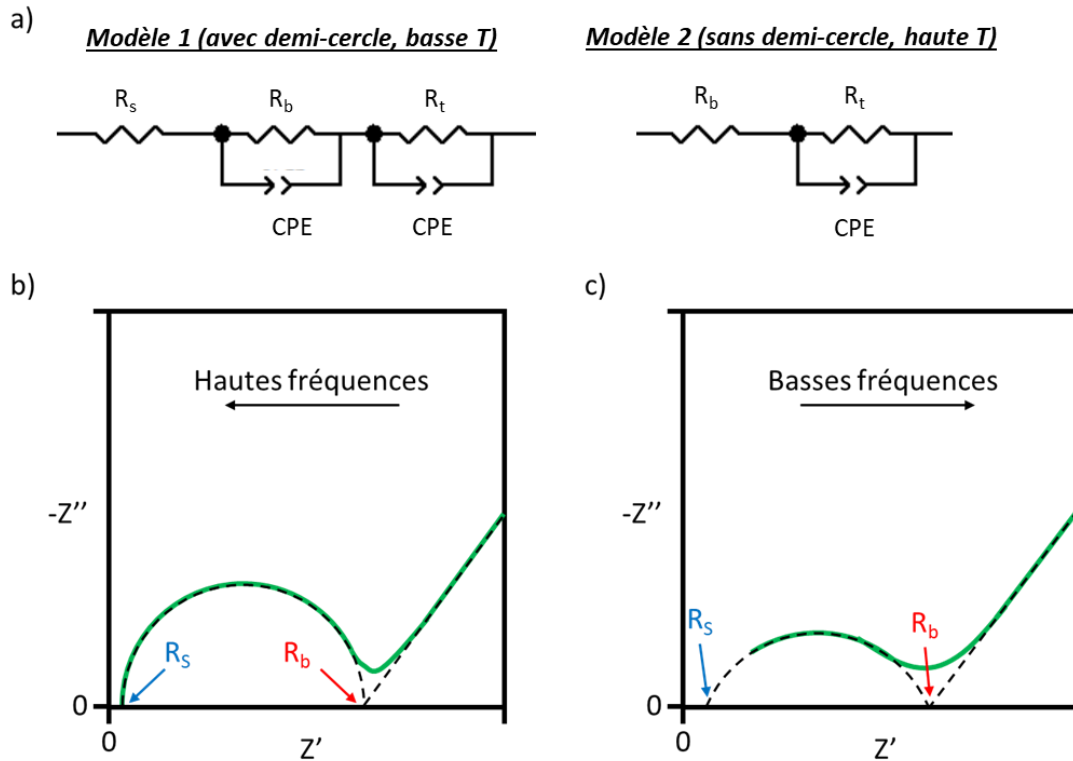 a)
Modèle 1 (avec demi-cercle, basse T)
Modèle 2 (sans demi-cercle, haute T)
Rs
Rb
Rt
Rb
Rt
CPE
CPE
CPE
b)
c)
Hautes fréquences
Basses fréquences
-Z’’
-Z’’
RS
Rb
RS
Rb
0
0
0
Z’
0
Z’